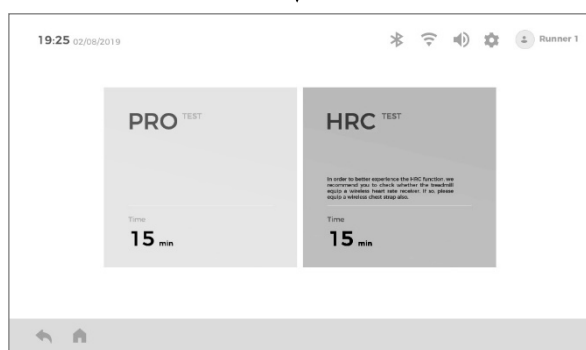 19:25 02/08/2019
Runner 1
PRO TEST
HRC TEST
In order to better experience the HRC function, we
recommend you to check whether the treadmill
equip a wireless heart rate receiver. If so, please
equip a wireless chest strap also.
Time
15 min
Time
15 min